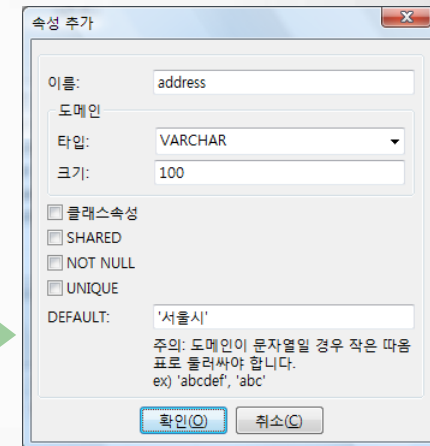 속성 추가
이름: address
도메인
타입: VARCHAR
크기: 100
클래스속성
SHARED
NOT NULL
UNIQUE
DEFAULT: '서울시'
주의: 도메인이 문자열일 경우 작은 따옴
표로 둘러싸야 합니다.
ex) 'abcdef', 'abc'
확인(O) 취소(C)